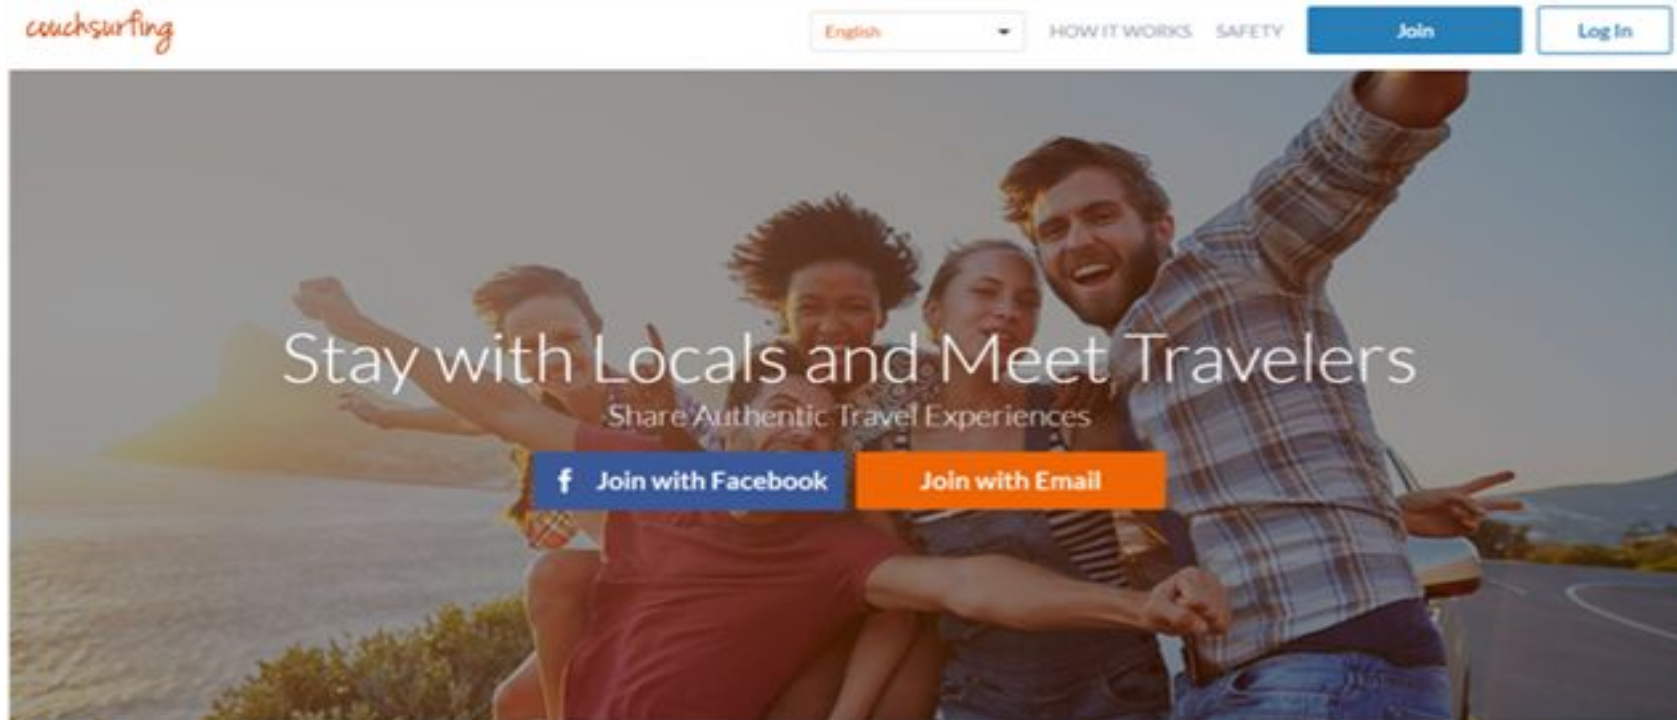 couchsurfing
English
HOW IT WORKS
SAFETY
Join
Log In
Stay with Locals and Meet Travelers
Share Authentic Travel Experiences
f Join with Facebook
Join with Email